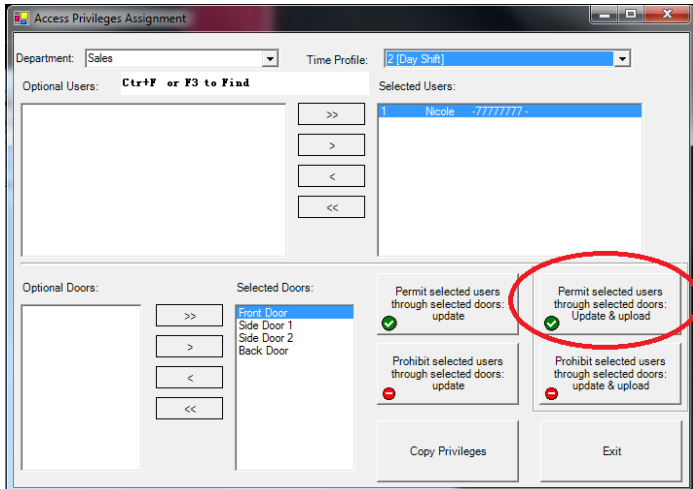 Access Privileges Assignment
Department: Sales
Time Profile: 2 [Day Shift]
Optional Users: Ctr+F or F3 to Find
Selected Users:
1 Nicole -77777777 -
>>
>
<
<<
Optional Doors:
Selected Doors:
>>
>
<
<<
Front Door
Side Door 1
Side Door 2
Back Door
Permit selected users
through selected doors:
update
Permit selected users
through selected doors:
Update & upload
Prohibit selected users
through selected doors:
update
Prohibit selected users
through selected doors:
update & upload
Copy Privileges
Exit